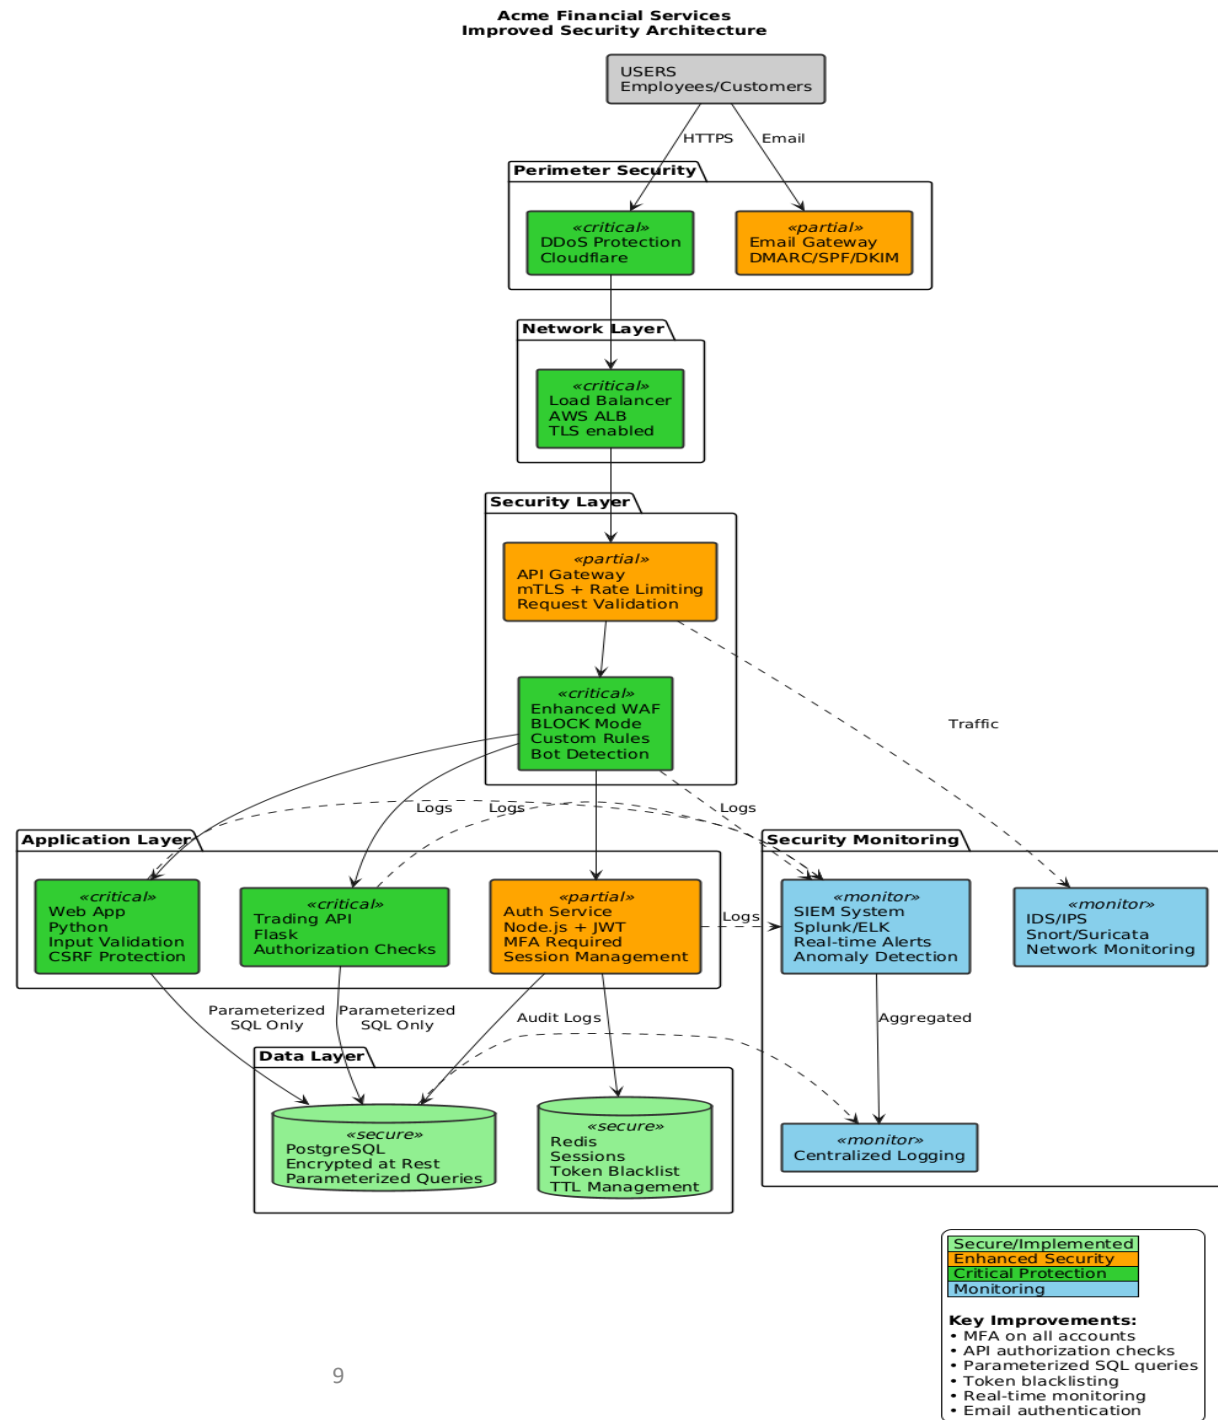 Acme Financial Services
Improved Security Architecture
USERS
Employees/Customers
HTTPS
Email
Perimeter Security
«critical»
DDoS Protection
Cloudflare
«partial»
Email Gateway
DMARC/SPF/DKIM
Network Layer
«critical»
Load Balancer
AWS ALB
TLS enabled
Security Layer
«partial»
API Gateway
mTLS + Rate Limiting
Request Validation
«critical»
Enhanced WAF
BLOCK Mode
Custom Rules
Bot Detection
Traffic
Logs
Logs
Logs
Application Layer
«critical»
Web App
Python
Input Validation
CSRF Protection
«critical»
Trading API
Flask
Authorization Checks
«partial»
Auth Service
Node.js + JWT
MFA Required
Session Management
Logs
Security Monitoring
«monitor»
SIEM System
Splunk/ELK
Real-time Alerts
Anomaly Detection
«monitor»
IDS/IPS
Snort/Suricata
Network Monitoring
Parameterized
SQL Only
Parameterized
SQL Only
Audit Logs
Aggregated
Data Layer
«secure»
PostgreSQL
Encrypted at Rest
Parameterized Queries
«secure»
Redis
Sessions
Token Blacklist
TTL Management
«monitor»
Centralized Logging
Secure/Implemented
Enhanced Security
Critical Protection
Monitoring
Key Improvements:
• MFA on all accounts
• API authorization checks
• Parameterized SQL queries
• Token blacklisting
• Real-time monitoring
• Email authentication
9